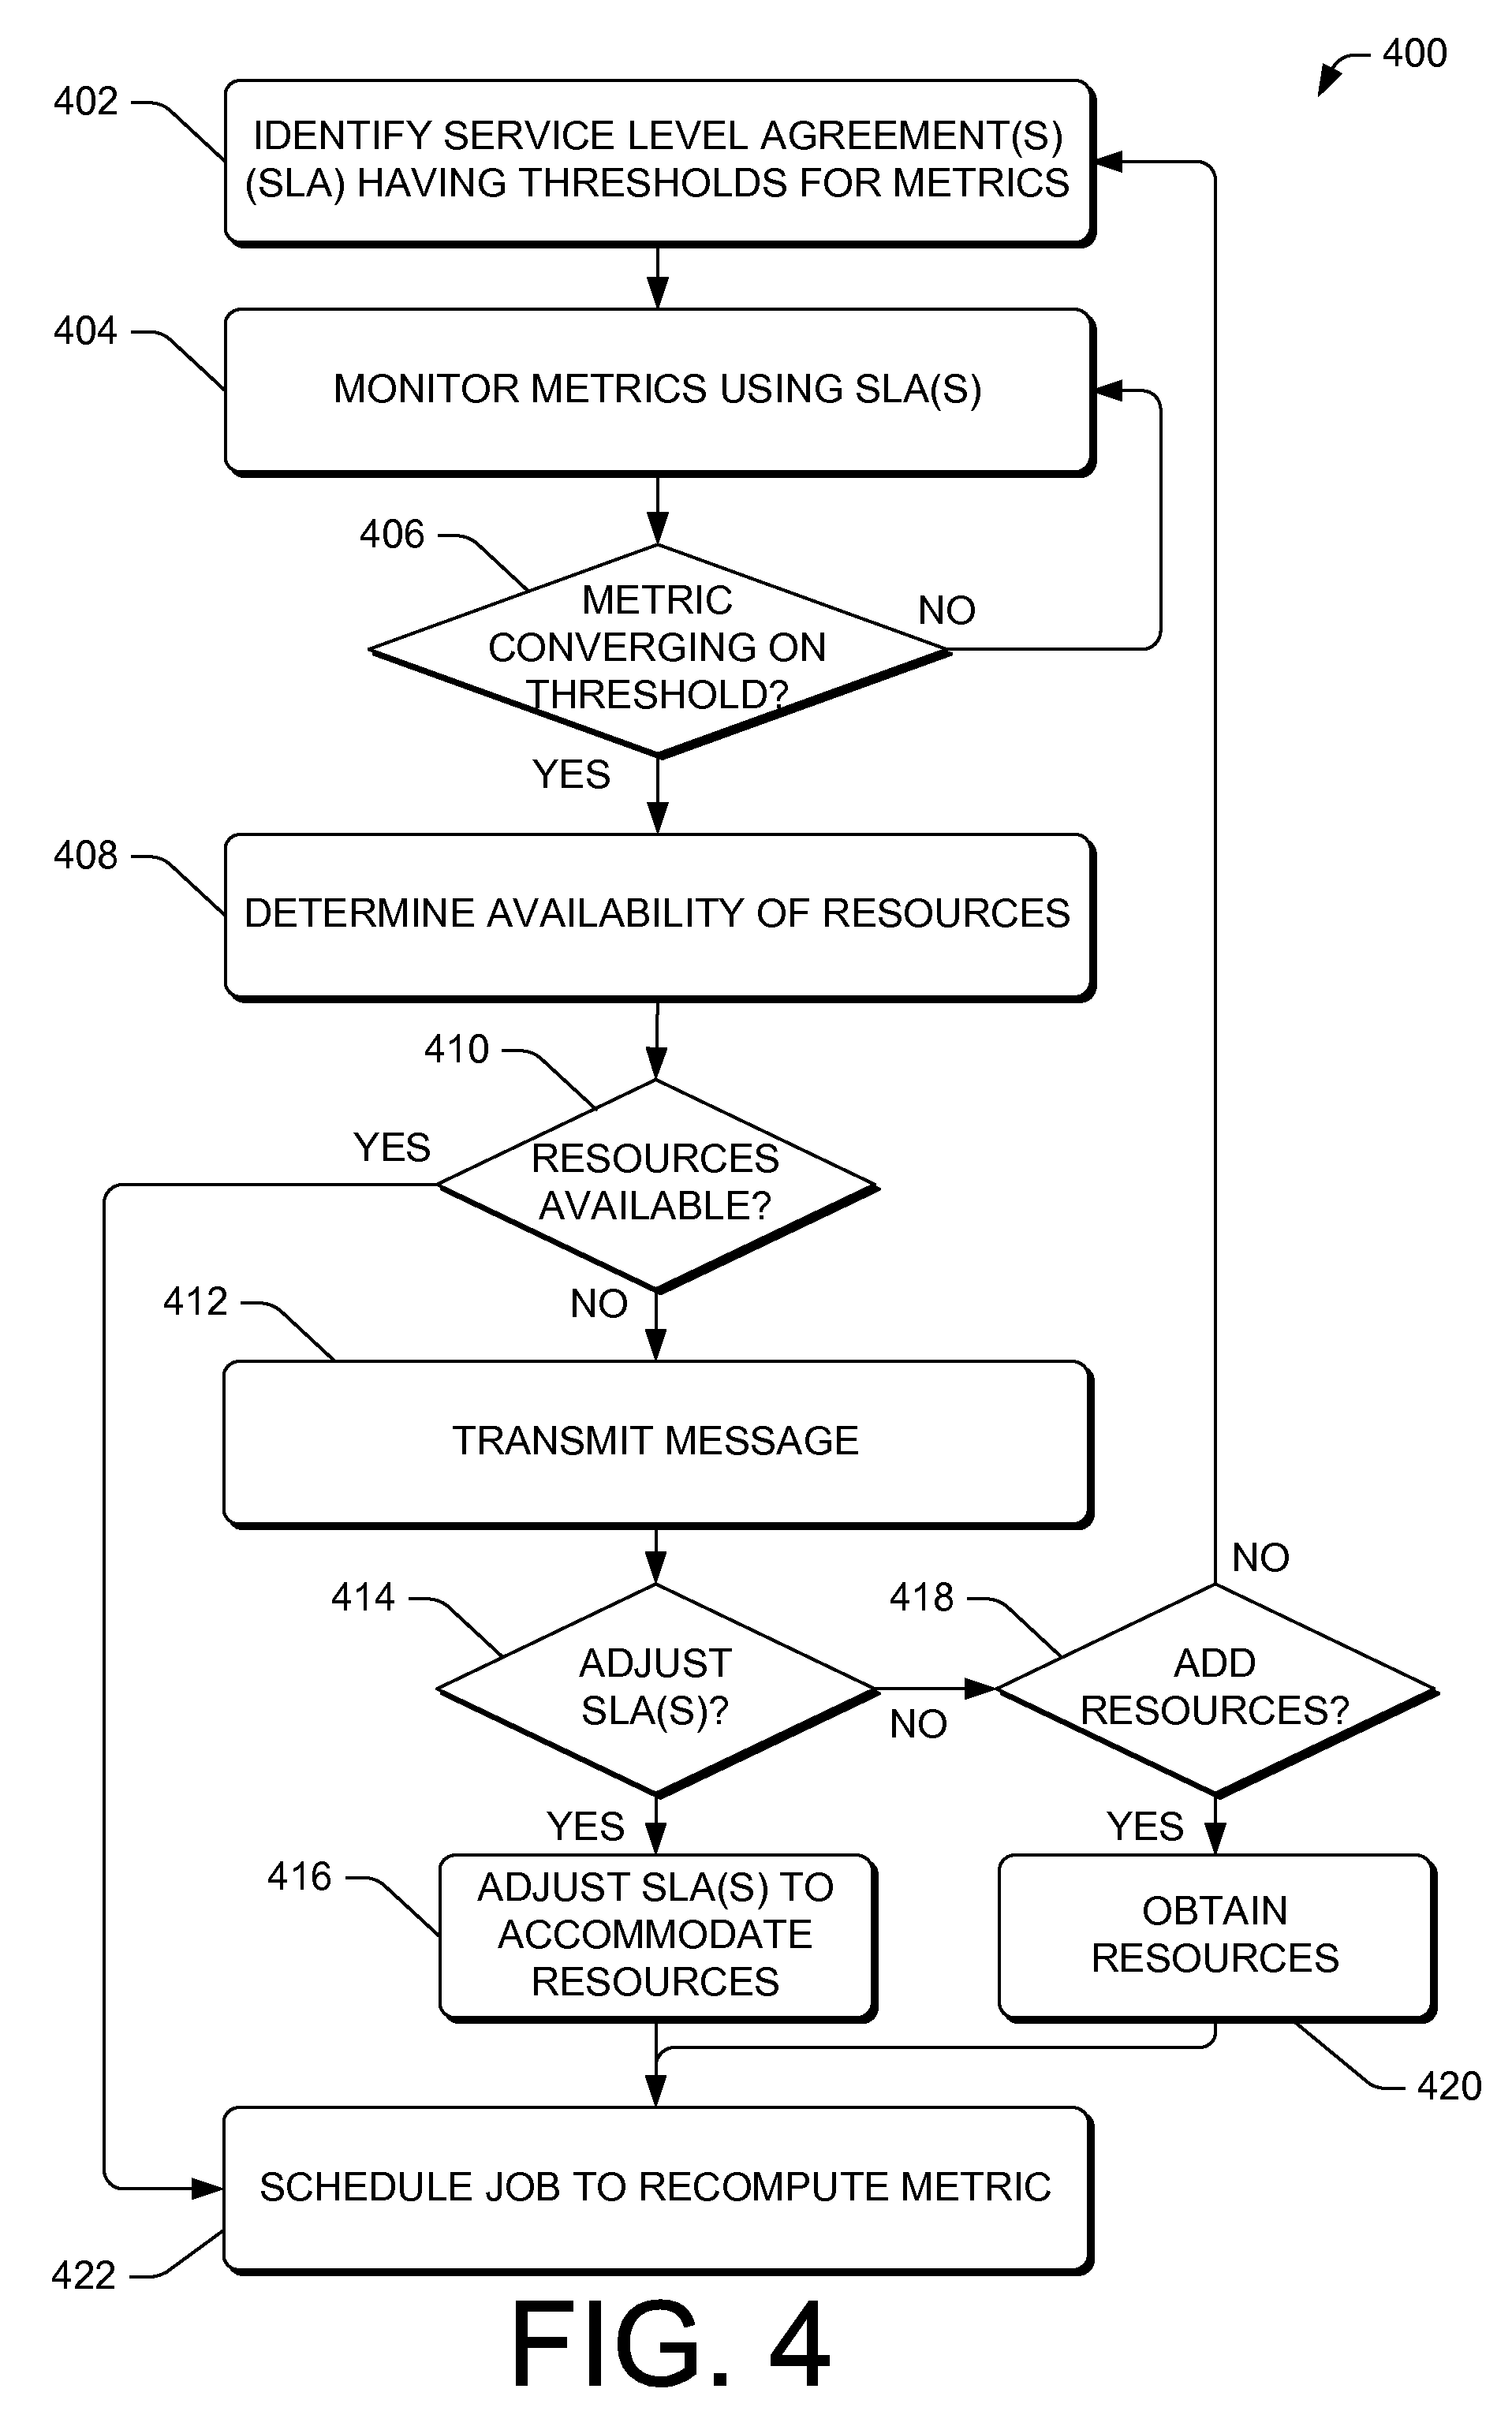 400
402
IDENTIFY SERVICE LEVEL AGREEMENT(S)
(SLA) HAVING THRESHOLDS FOR METRICS
404
MONITOR METRICS USING SLA(S)
406
METRIC
CONVERGING ON
THRESHOLD?
NO
YES
408
DETERMINE AVAILABILITY OF RESOURCES
410
YES
RESOURCES
AVAILABLE?
NO
412
TRANSMIT MESSAGE
414
ADJUST
SLA(S)?
NO
418
NO
ADD
RESOURCES?
YES
YES
416
ADJUST SLA(S) TO
ACCOMMODATE
RESOURCES
OBTAIN
RESOURCES
420
SCHEDULE JOB TO RECOMPUTE METRIC
422
FIG. 4